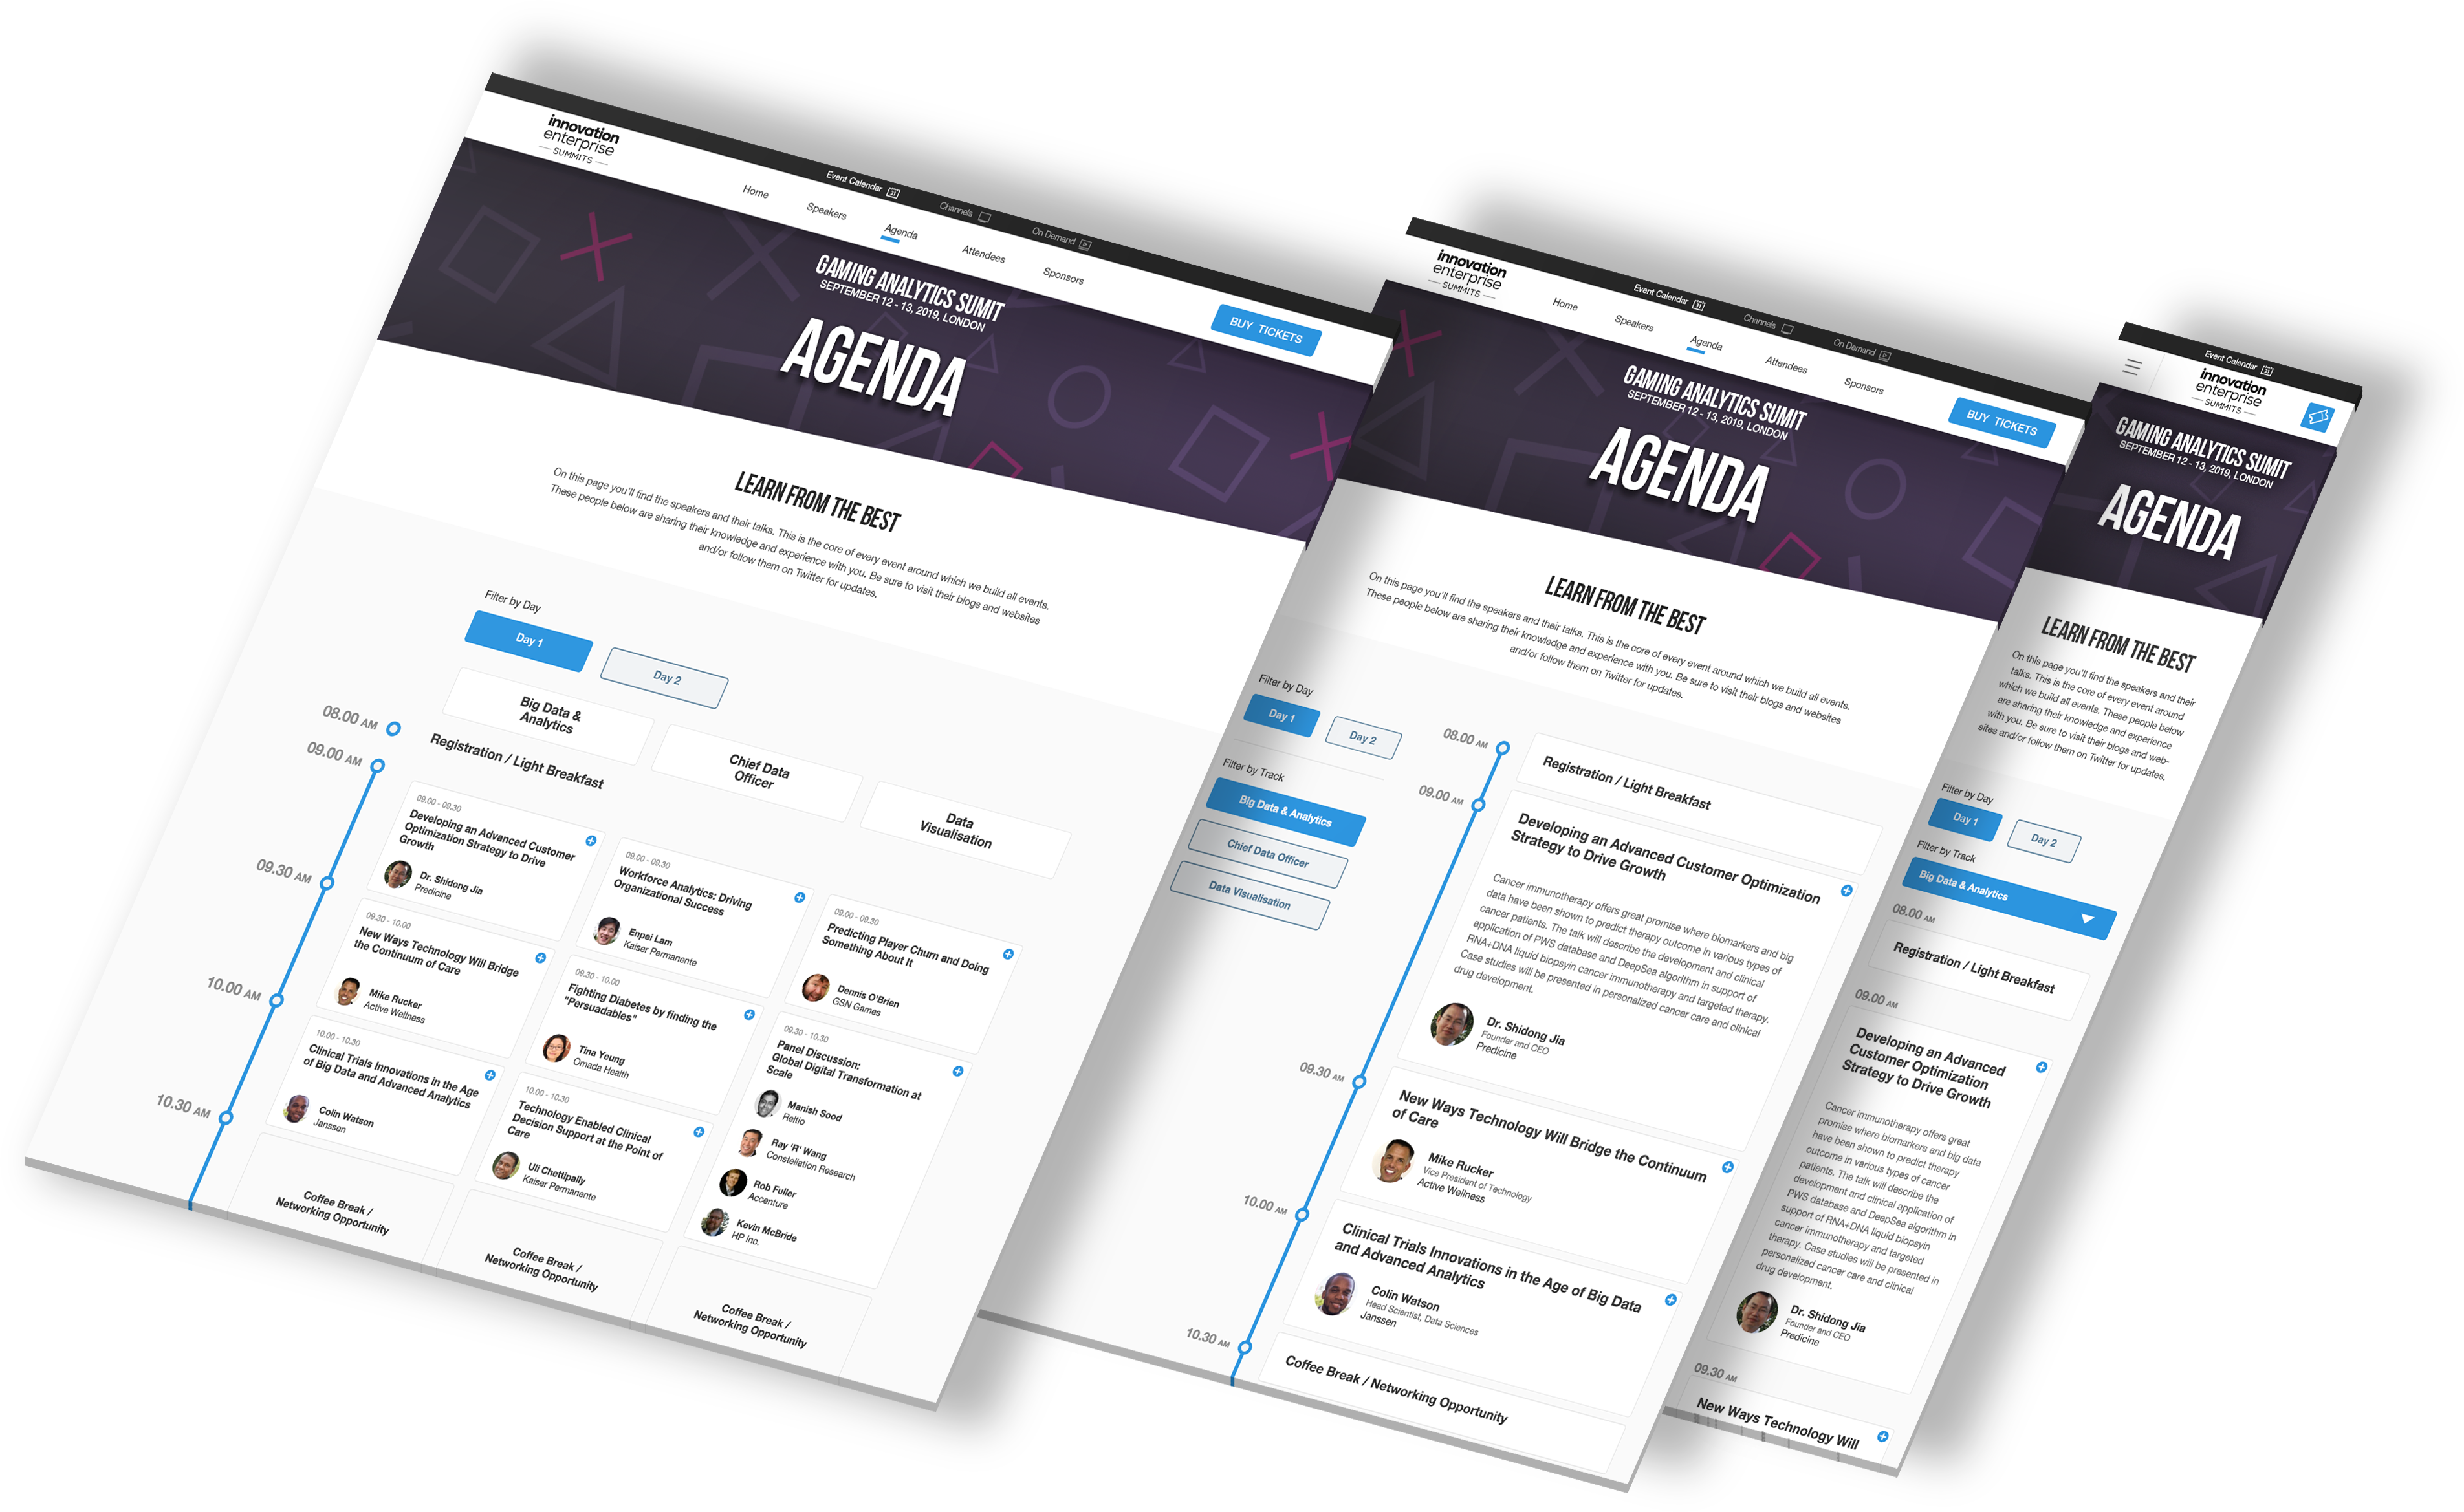 innovation
enterprise
SUMMITS
Event Calendar 31
Channels
On Demand
Home
Speakers
Agenda
Attendees
Sponsors
BUY TICKETS
GAMING ANALYTICS SUMIT
SEPTEMBER 12 - 13, 2019, LONDON
AGENDA
LEARN FROM THE BEST
On this page you'll find the speakers and their talks. This is the core of every event around which we build all events.
These people below are sharing their knowledge and experience with you. Be sure to visit their blogs and websites
and/or follow them on Twitter for updates.
Filter by Day
Day 1
Day 2
Big Data &
Analytics
Chief Data
Officer
Data
Visualisation
08.00 AM
Registration / Light Breakfast
09.00 AM
09.00 - 09.30
Developing an Advanced Customer
Optimization Strategy to Drive
Growth
Dr. Shidong Jia
Predicine
09.00 - 09.30
Workforce Analytics: Driving
Organizational Success
Enpei Lam
Kaiser Permanente
09.00 - 09.30
Predicting Player Churn and Doing
Something About It
Dennis O'Brien
GSN Games
09.30 AM
09.30 - 10.00
New Ways Technology Will Bridge
the Continuum of Care
Mike Rucker
Active Wellness
09.30 - 10.00
Fighting Diabetes by finding the
"Persuadables"
Tina Yeung
Omada Health
09.30 - 10.30
Panel Discussion:
Global Digital Transformation at
Scale
Manish Sood
Reltio
Ray 'R' Wang
Constellation Research
Rob Fuller
Accenture
Kevin McBride
HP Inc.
10.00 AM
10.00 - 10.30
Clinical Trials Innovations in the Age
of Big Data and Advanced Analytics
Colin Watson
Janssen
10.00 - 10.30
Technology Enabled Clinical
Decision Support at the Point of
Care
Uli Chettipally
Kaiser Permanente
10.30 AM
Coffee Break /
Networking Opportunity
Coffee Break /
Networking Opportunity
Coffee Break /
Networking Opportunity
innovation
enterprise
SUMMITS
Event Calendar 31
Channels
On Demand
Home
Speakers
Agenda
Attendees
Sponsors
BUY TICKETS
GAMING ANALYTICS SUMIT
SEPTEMBER 12 - 13, 2019, LONDON
AGENDA
LEARN FROM THE BEST
On this page you'll find the speakers and their talks. This is the core of every event around which we build all events.
These people below are sharing their knowledge and experience with you. Be sure to visit their blogs and websites
and/or follow them on Twitter for updates.
Filter by Day
Day 1
Day 2
Filter by Track
Big Data & Analytics
Chief Data Officer
Data Visualisation
08.00 AM
Registration / Light Breakfast
09.00 AM
Developing an Advanced Customer Optimization
Strategy to Drive Growth
Cancer immunotherapy offers great promise where biomarkers and big
data have been shown to predict therapy outcome in various types of
cancer patients. The talk will describe the development and clinical
application of PWS database and DeepSea algorithm in support of
RNA+DNA liquid biopsyin cancer immunotherapy and targeted therapy.
Case studies will be presented in personalized cancer care and clinical
drug development.
Dr. Shidong Jia
Founder and CEO
Predicine
09.30 AM
New Ways Technology Will Bridge the Continuum
of Care
Mike Rucker
Vice President of Technology
Active Wellness
10.00 AM
Clinical Trials Innovations in the Age of Big Data
and Advanced Analytics
Colin Watson
Head Scientist, Data Sciences
Janssen
10.30 AM
Coffee Break / Networking Opportunity
Event Calendar 31
innovation
enterprise
SUMMITS
GAMING ANALYTICS SUMIT
SEPTEMBER 12 - 13, 2019, LONDON
AGENDA
LEARN FROM THE BEST
On this page you'll find the speakers and their
talks. This is the core of every event around
which we build all events. These people below
are sharing their knowledge and experience
with you. Be sure to visit their blogs and web-
sites and/or follow them on Twitter for updates.
Filter by Day
Day 1
Day 2
Filter by Track
Big Data & Analytics
08.00 AM
Registration / Light Breakfast
09.00 AM
Developing an Advanced
Customer Optimization
Strategy to Drive Growth
Cancer immunotherapy offers great
promise where biomarkers and big data
have been shown to predict therapy
outcome in various types of cancer
patients. The talk will describe the
development and clinical application of
PWS database and DeepSea algorithm in
support of RNA+DNA liquid biopsyin
cancer immunotherapy and targeted
therapy. Case studies will be presented in
personalized cancer care and clinical
drug development.
Dr. Shidong Jia
Founder and CEO
Predicine
09.30 AM
New Ways Technology Will